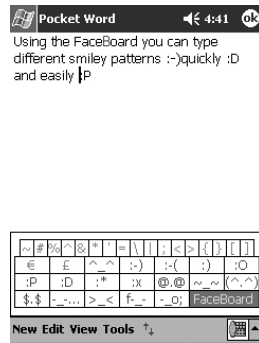 Pocket Word 4:41 ok
Using the FaceBoard you can type
different smiley patterns :-)quickly :D
and easily :P
~ # % ^ & * ' = \ | ; < > { } [ ]
€ £ ^_^ :-) :-( :) :O
:P :D :* :X @.@ ~_~ (^.^)
$.$ -_-... >_< f-_- -_o; FaceBoard
New Edit View Tools